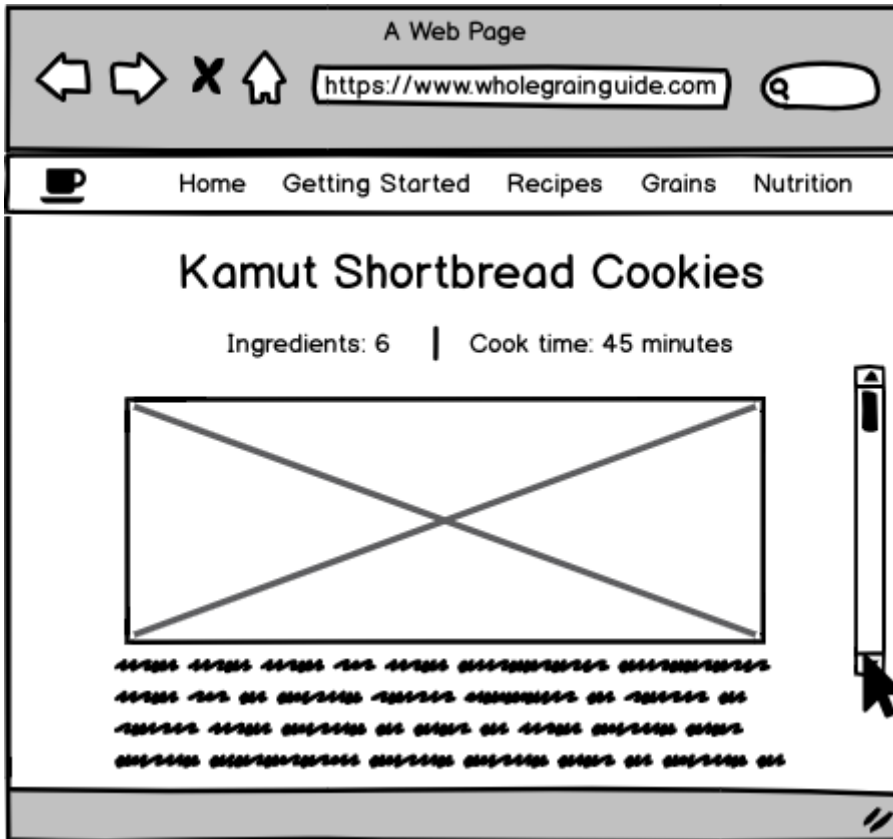 A Web Page
https://www.wholegrainguide.com
Home Getting Started Recipes Grains Nutrition
Kamut Shortbread Cookies
Ingredients: 6 | Cook time: 45 minutes